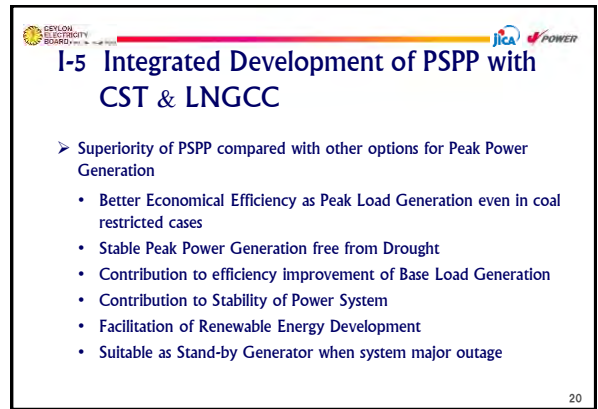 CEYLON
ELECTRICITY
BOARD
jica POWER
I-5 Integrated Development of PSPP with
CST & LNGCC
➢ Superiority of PSPP compared with other options for Peak Power
Generation
• Better Economical Efficiency as Peak Load Generation even in coal
restricted cases
• Stable Peak Power Generation free from Drought
• Contribution to efficiency improvement of Base Load Generation
• Contribution to Stability of Power System
• Facilitation of Renewable Energy Development
• Suitable as Stand-by Generator when system major outage
20